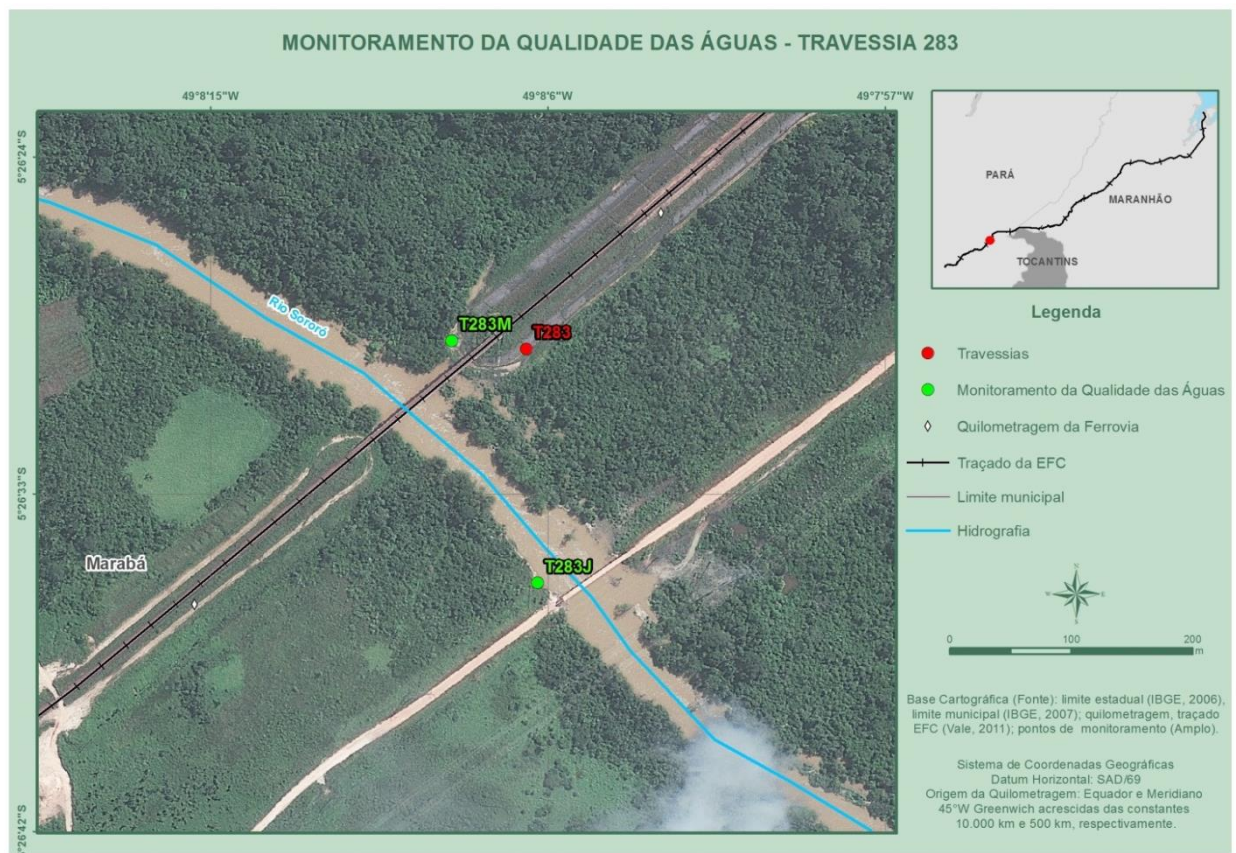 MONITORAMENTO DA QUALIDADE DAS ÁGUAS - TRAVESSIA 283
49°8'15"W
49°8'6"W
49°7'57"W
5°26'24"S
5°26'33"S
5°26'42"S
Rio Sororó
T283M
T283
T283J
Marabá
PARÁ
MARANHÃO
TOCANTINS
Legenda
Travessias
Monitoramento da Qualidade das Águas
Quilometragem da Ferrovia
Traçado da EFC
Limite municipal
Hidrografia
N
W
E
S
0
100
200
m
Base Cartográfica (Fonte): limite estadual (IBGE, 2006),
limite municipal (IBGE, 2007); quilometragem, traçado
EFC (Vale, 2011); pontos de monitoramento (Amplo).
Sistema de Coordenadas Geográficas
Datum Horizontal: SAD/69
Origem da Quilometragem: Equador e Meridiano
45°W Greenwich acrescidas das constantes
10.000 km e 500 km, respectivamente.